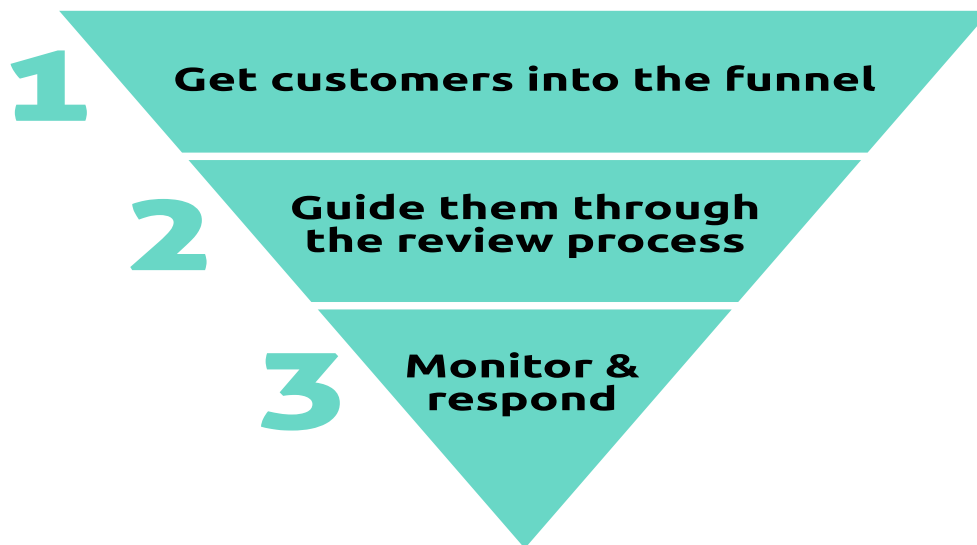 1
Get customers into the funnel
2
Guide them through
the review process
3
Monitor &
respond